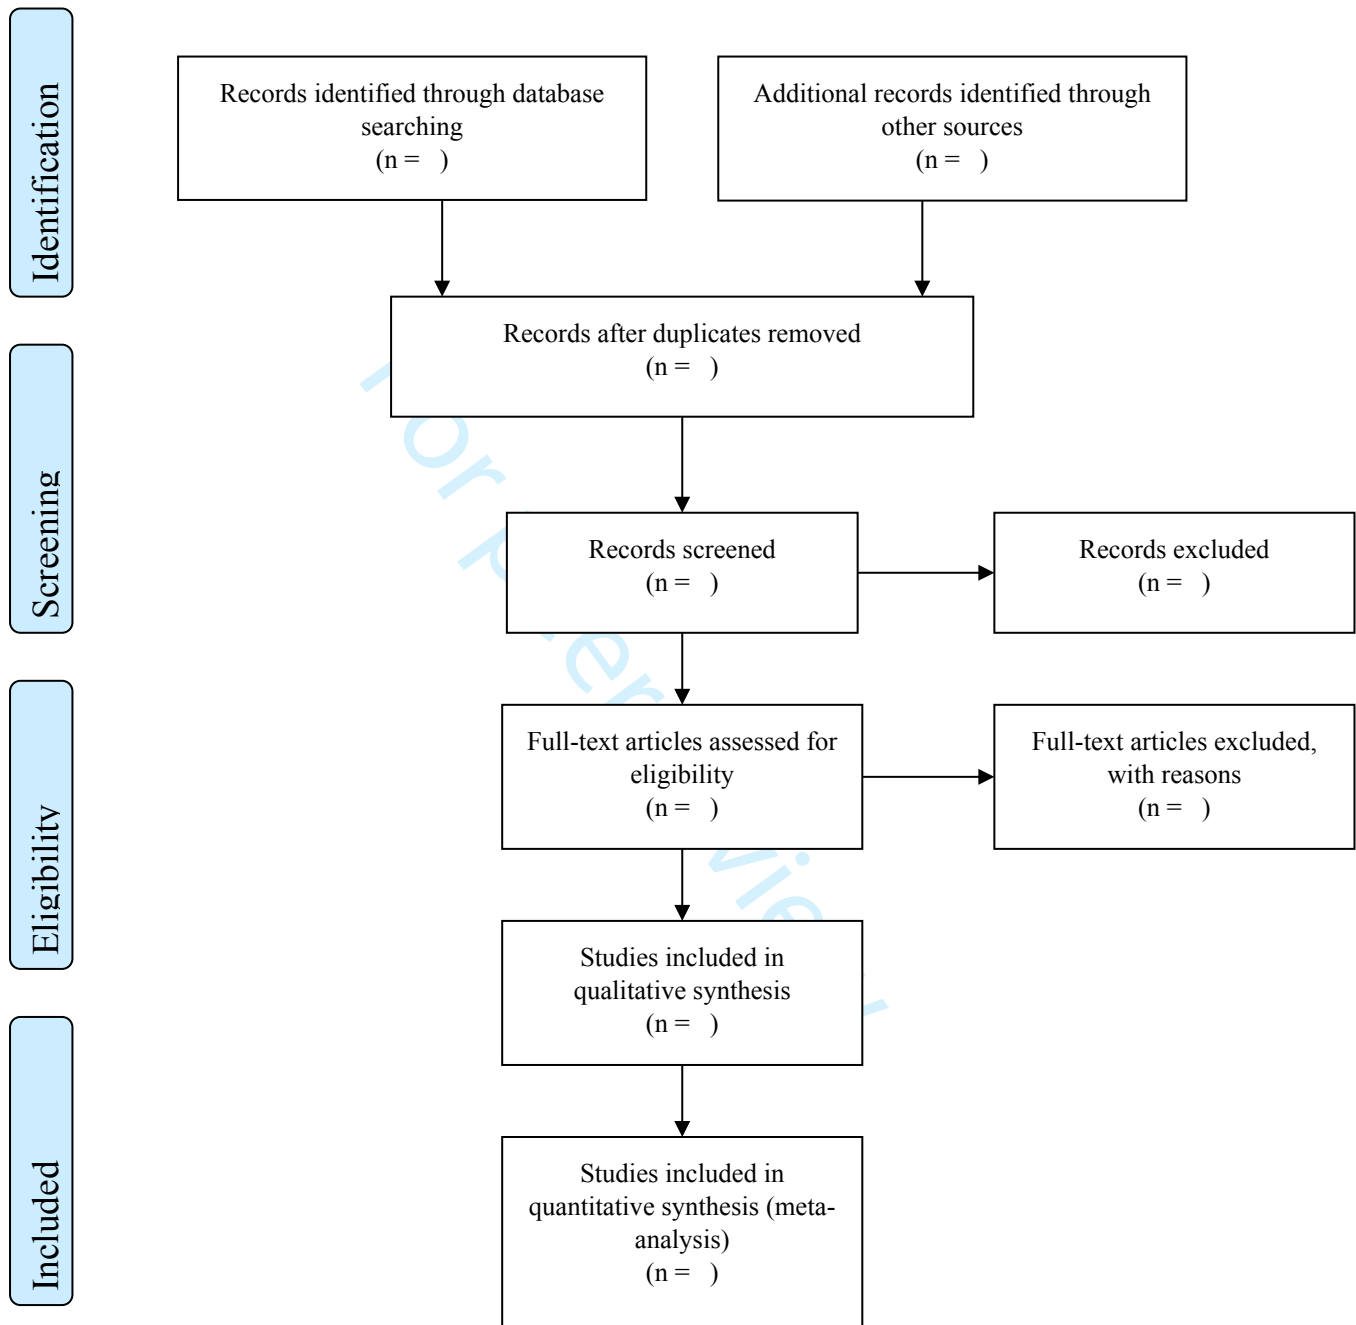 Identification
Records identified through database
searching
(n =   )
Additional records identified through
other sources
(n =   )
Records after duplicates removed
(n =   )
Screening
Records screened
(n =   )
Records excluded
(n =   )
Eligibility
Full-text articles assessed for
eligibility
(n =   )
Full-text articles excluded,
with reasons
(n =   )
Studies included in
qualitative synthesis
(n =   )
Included
Studies included in
quantitative synthesis (meta-
analysis)
(n =   )